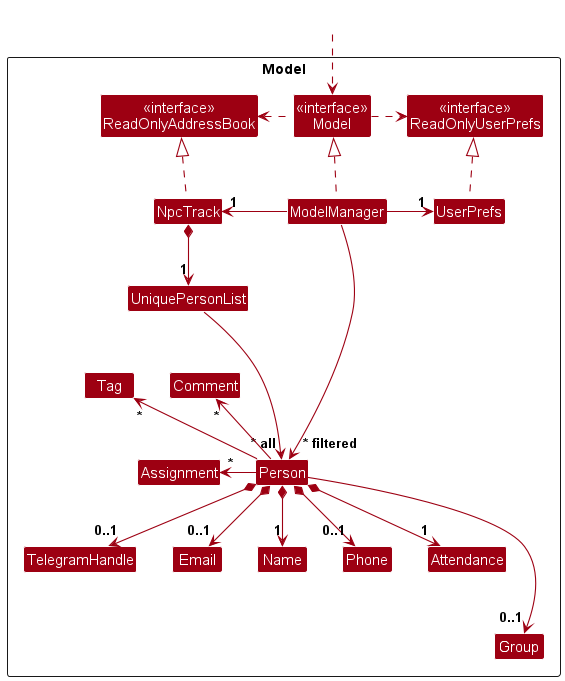 Model
«interface»
ReadOnlyAddressBook
«interface»
Model
«interface»
ReadOnlyUserPrefs
NpcTrack
1
ModelManager
1
UserPrefs
1
UniquePersonList
Tag
Comment
*
*
* all
* filtered
Assignment
*
Person
0..1
0..1
1
0..1
1
TelegramHandle
Email
Name
Phone
Attendance
0..1
Group